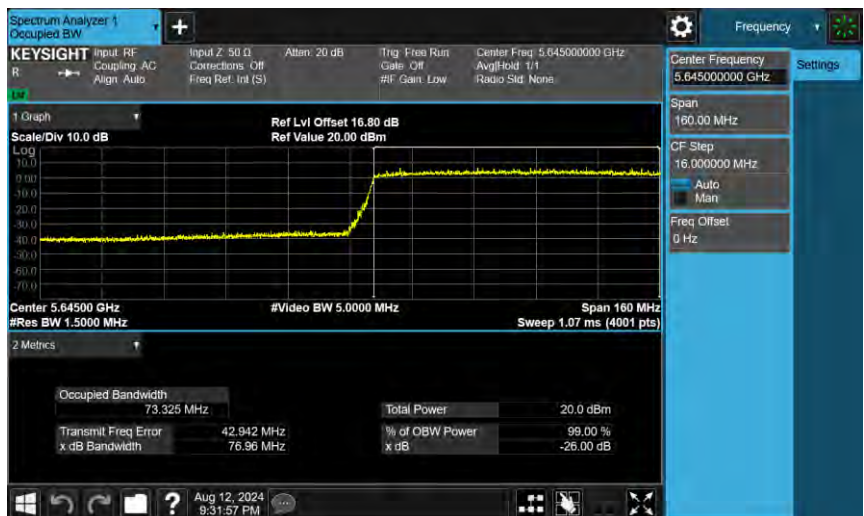 Spectrum Analyzer 1
Occupied BW
Frequency
KEYSIGHT
R
Input: RF
Coupling: AC
Align: Auto
Input Z: 50 Ω
Corrections: Off
Freq Ref: Int (S)
Atten: 20 dB
Trig: Free Run
Gate: Off
#IF Gain: Low
Center Freq: 5.645000000 GHz
Avg|Hold: 1/1
Radio Std: None
Center Frequency
5.645000000 GHz
Settings
Span
160.00 MHz
CF Step
16.000000 MHz
Auto
Man
Freq Offset
0 Hz
1 Graph
Scale/Div 10.0 dB
Ref Lvl Offset 16.80 dB
Ref Value 20.00 dBm
Log
10.0
0.00
-10.0
-20.0
-30.0
-40.0
-50.0
-60.0
-70.0
Center 5.64500 GHz
#Res BW 1.5000 MHz
#Video BW 5.0000 MHz
Span 160 MHz
Sweep 1.07 ms (4001 pts)
2 Metrics
Occupied Bandwidth
73.325 MHz
Total Power 20.0 dBm
Transmit Freq Error 42.942 MHz
% of OBW Power 99.00 %
x dB Bandwidth 76.96 MHz
x dB -26.00 dB
?
Aug 12, 2024
9:31:57 PM